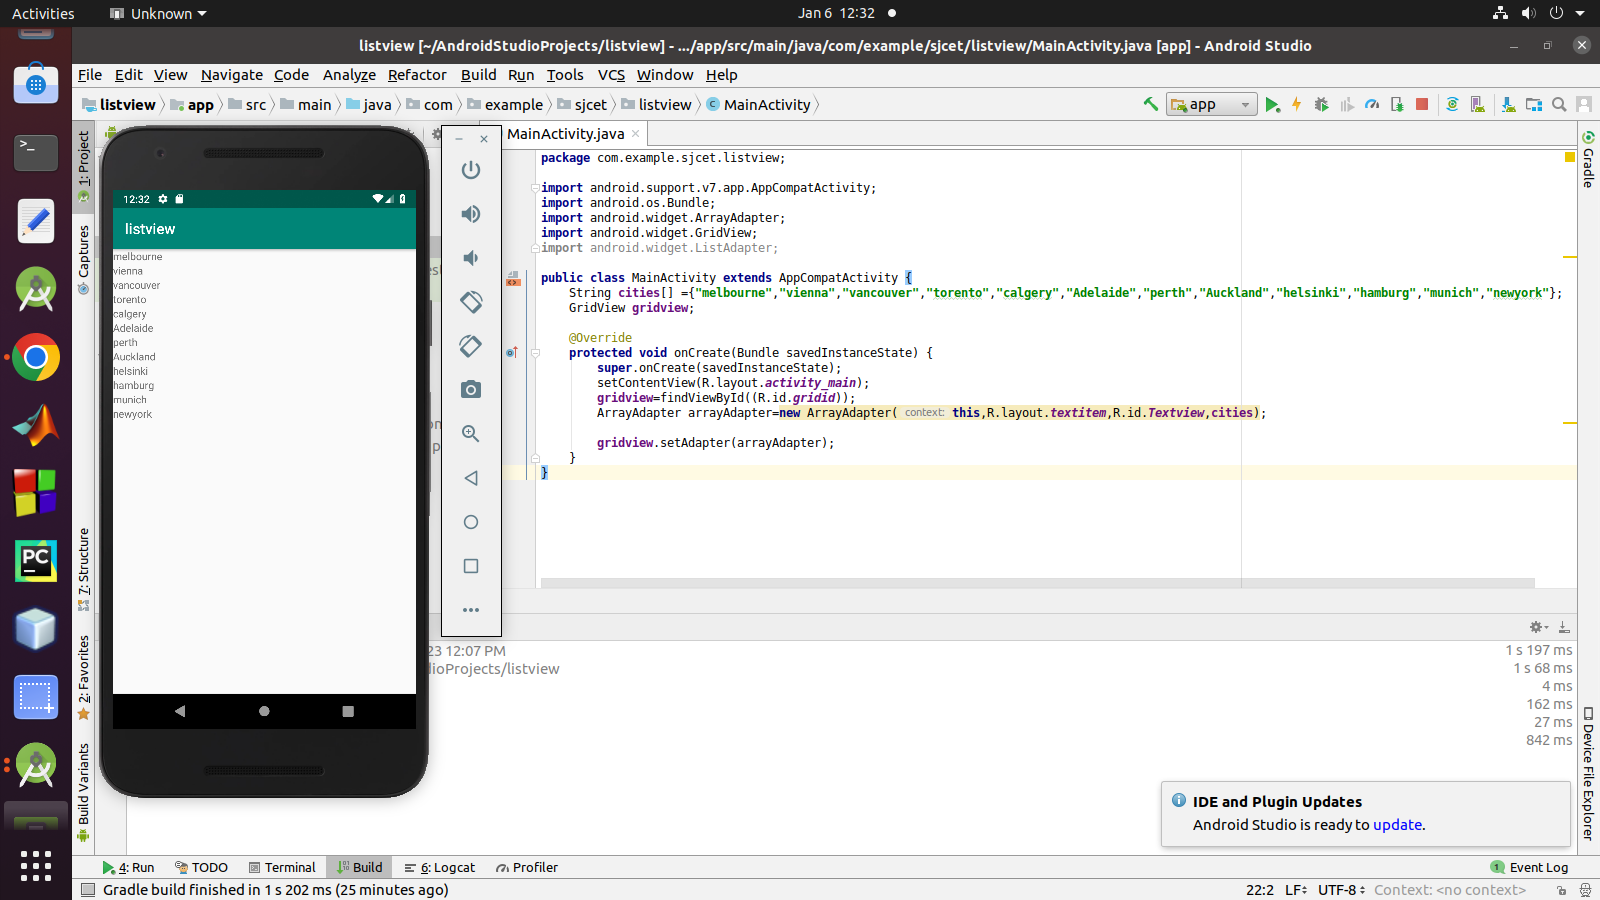 Activities
Unknown
Jan 6 12:32
listview [~/AndroidStudioProjects/listview] - .../app/src/main/java/com/example/sjcet/listview/MainActivity.java [app] - Android Studio
File Edit View Navigate Code Analyze Refactor Build Run Tools VCS Window Help
listview app src main java com example sjcet listview MainActivity
app
MainActivity.java
1: Project
Captures
7: Structure
2: Favorites
Build Variants
Gradle
Device File Explorer
12:32
listview
melbourne
vienna
vancouver
torento
calgery
Adelaide
perth
Auckland
helsinki
hamburg
munich
newyork
package com.example.sjcet.listview;
import android.support.v7.app.AppCompatActivity;
import android.os.Bundle;
import android.widget.ArrayAdapter;
import android.widget.GridView;
import android.widget.ListAdapter;
public class MainActivity extends AppCompatActivity {
String cities[] ={"melbourne","vienna","vancouver","torento","calgery","Adelaide","perth","Auckland","helsinki","hamburg","munich","newyork"};
GridView gridview;
@Override
protected void onCreate(Bundle savedInstanceState) {
super.onCreate(savedInstanceState);
setContentView(R.layout.activity_main);
gridview=findViewById((R.id.gridid));
ArrayAdapter arrayAdapter=new ArrayAdapter( context: this,R.layout.textitem,R.id.Textview,cities);
gridview.setAdapter(arrayAdapter);
}
}
23 12:07 PM
dioProjects/listview
1 s 197 ms
1 s 68 ms
4 ms
162 ms
27 ms
842 ms
IDE and Plugin Updates
Android Studio is ready to update.
4: Run TODO Terminal Build 6: Logcat Profiler
1 Event Log
Gradle build finished in 1 s 202 ms (25 minutes ago)
22:2 LF UTF-8 Context: <no context>